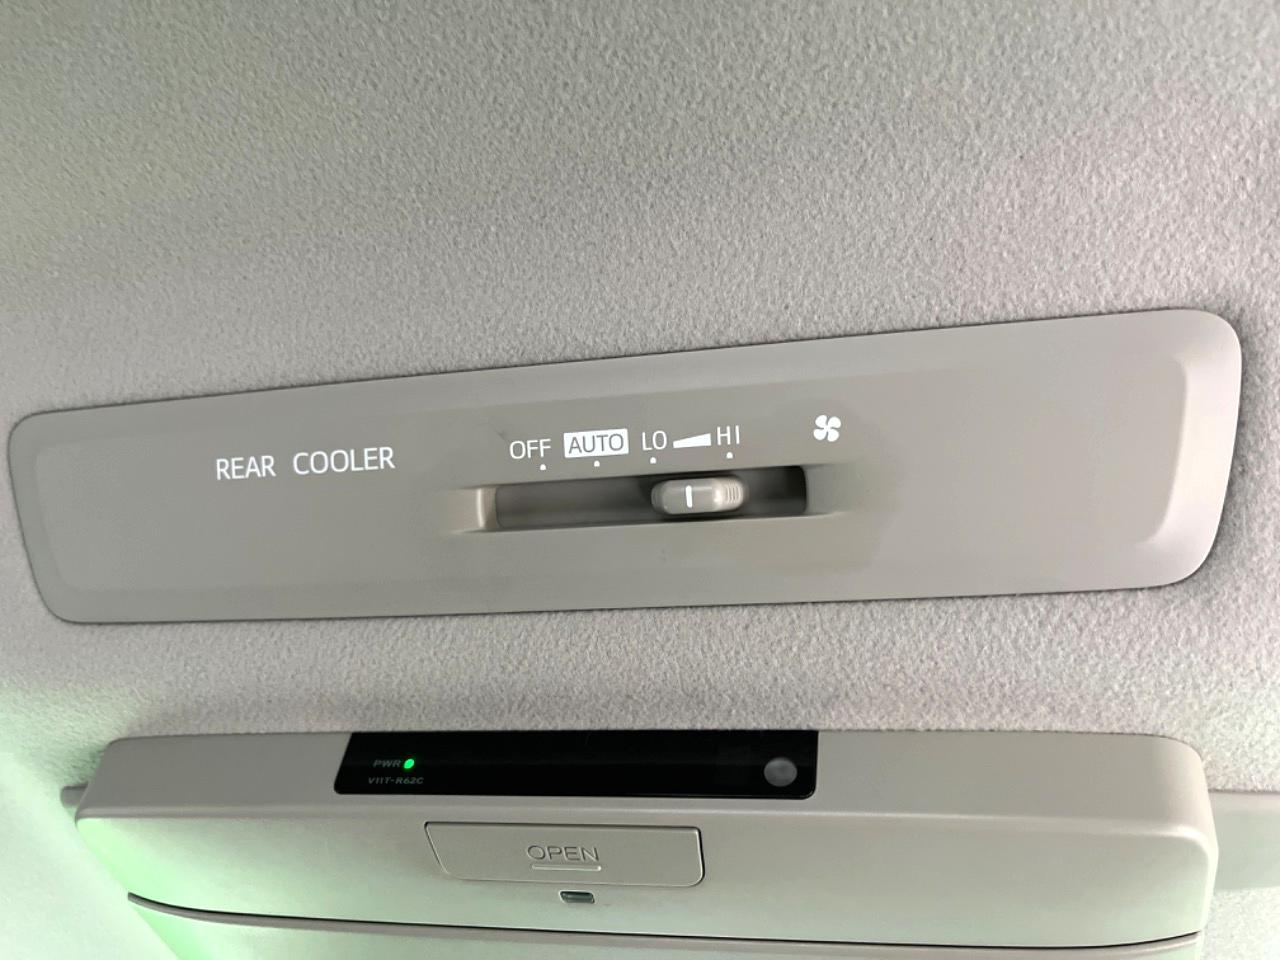 REAR COOLER
OFF AUTO LO HI
PWR
V11T-R62C
OPEN